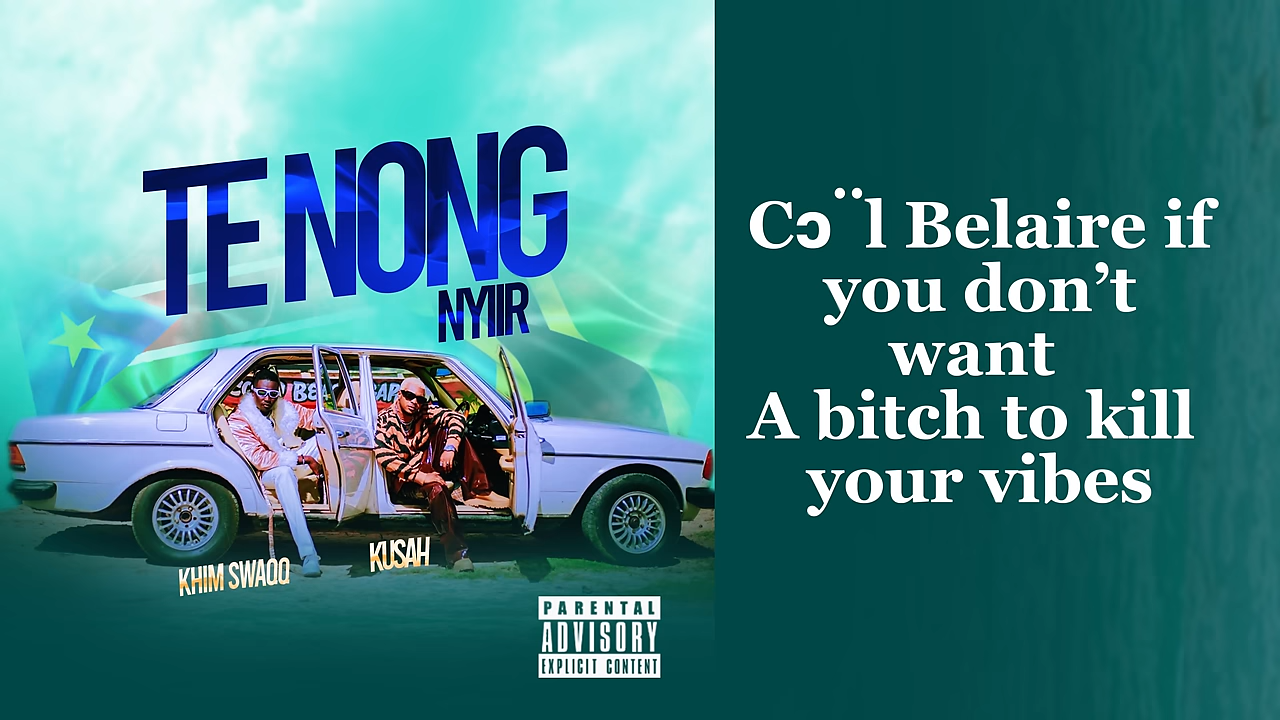 TE NONG
NYIIR
KHIM SWAQQ
KUSAH
PARENTAL
ADVISORY
EXPLICIT CONTENT
Cɔ¨l Belaire if
you don’t
want
A bitch to kill
your vibes